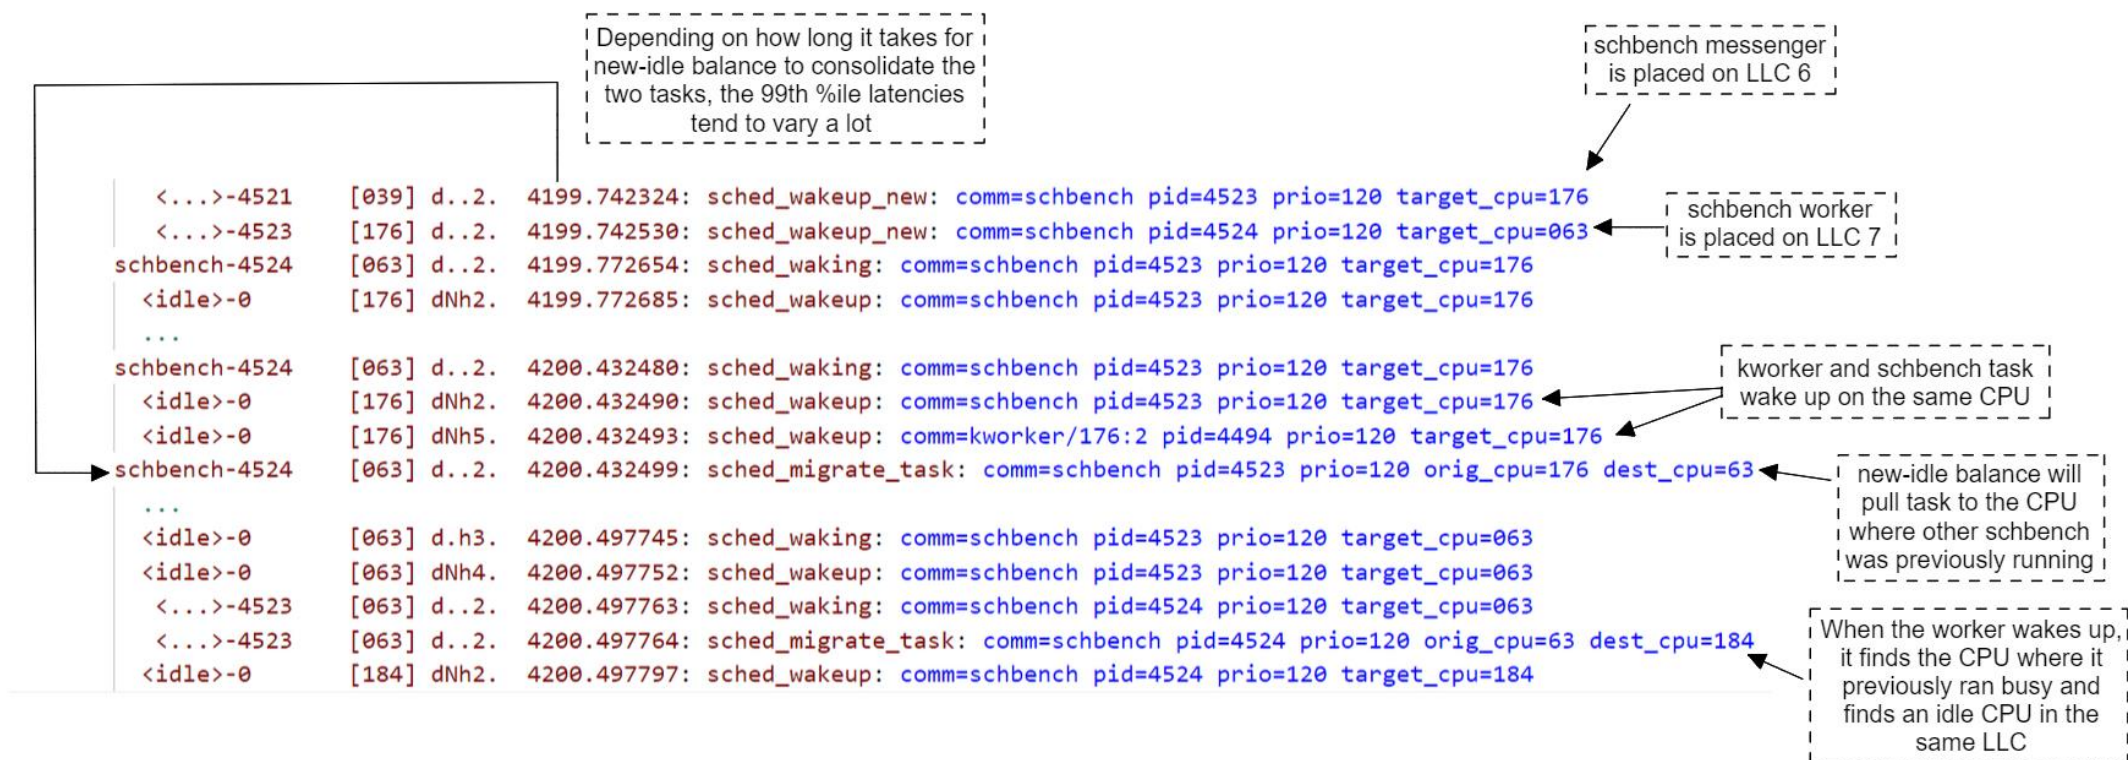 Depending on how long it takes for
new-idle balance to consolidate the
two tasks, the 99th %ile latencies
tend to vary a lot
schbench messenger
is placed on LLC 6
<...>-4521 [039] d..2. 4199.742324: sched_wakeup_new: comm=schbench pid=4523 prio=120 target_cpu=176
<...>-4523 [176] d..2. 4199.742530: sched_wakeup_new: comm=schbench pid=4524 prio=120 target_cpu=063
schbench worker
is placed on LLC 7
schbench-4524 [063] d..2. 4199.772654: sched_waking: comm=schbench pid=4523 prio=120 target_cpu=176
<idle>-0 [176] dNh2. 4199.772685: sched_wakeup: comm=schbench pid=4523 prio=120 target_cpu=176
...
schbench-4524 [063] d..2. 4200.432480: sched_waking: comm=schbench pid=4523 prio=120 target_cpu=176
<idle>-0 [176] dNh2. 4200.432490: sched_wakeup: comm=schbench pid=4523 prio=120 target_cpu=176
<idle>-0 [176] dNh5. 4200.432493: sched_wakeup: comm=kworker/176:2 pid=4494 prio=120 target_cpu=176
kworker and schbench task
wake up on the same CPU
schbench-4524 [063] d..2. 4200.432499: sched_migrate_task: comm=schbench pid=4523 prio=120 orig_cpu=176 dest_cpu=63
new-idle balance will
pull task to the CPU
where other schbench
was previously running
...
<idle>-0 [063] d.h3. 4200.497745: sched_waking: comm=schbench pid=4523 prio=120 target_cpu=063
<idle>-0 [063] dNh4. 4200.497752: sched_wakeup: comm=schbench pid=4523 prio=120 target_cpu=063
<...>-4523 [063] d..2. 4200.497763: sched_waking: comm=schbench pid=4524 prio=120 target_cpu=063
<...>-4523 [063] d..2. 4200.497764: sched_migrate_task: comm=schbench pid=4524 prio=120 orig_cpu=63 dest_cpu=184
<idle>-0 [184] dNh2. 4200.497797: sched_wakeup: comm=schbench pid=4524 prio=120 target_cpu=184
When the worker wakes up,
it finds the CPU where it
previously ran busy and
finds an idle CPU in the
same LLC